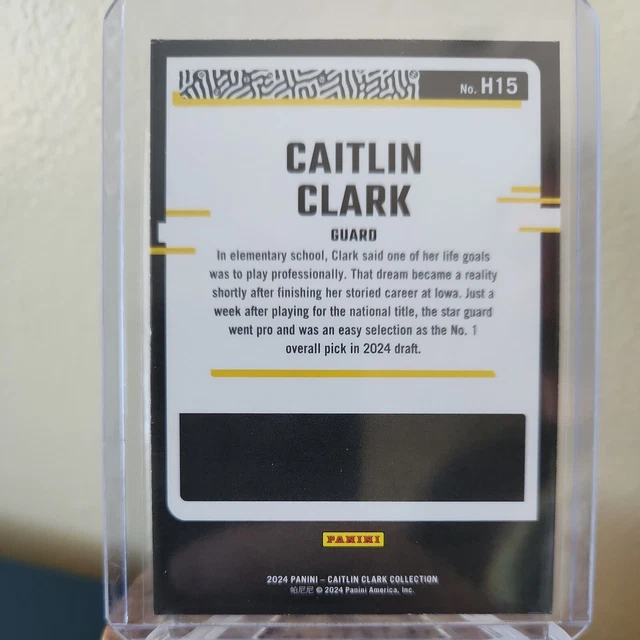 No. H15
CAITLIN
CLARK
GUARD
In elementary school, Clark said one of her life goals
was to play professionally. That dream became a reality
shortly after finishing her storied career at Iowa. Just a
week after playing for the national title, the star guard
went pro and was an easy selection as the No. 1
overall pick in 2024 draft.
PANINI
2024 PANINI – CAITLIN CLARK COLLECTION
帕尼尼 © 2024 Panini America, Inc.